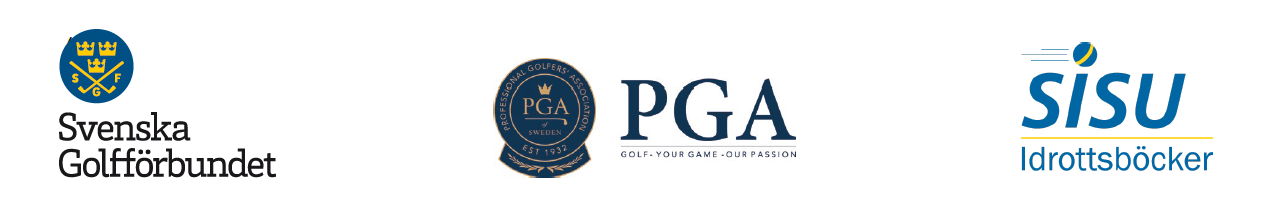 S F
G
Svenska
Golfförbundet
PROFESSIONAL GOLFERS' ASSOCIATION
PGA
of
SWEDEN
EST 1932
PGA
GOLF - YOUR GAME - OUR PASSION
SISU
Idrottsböcker